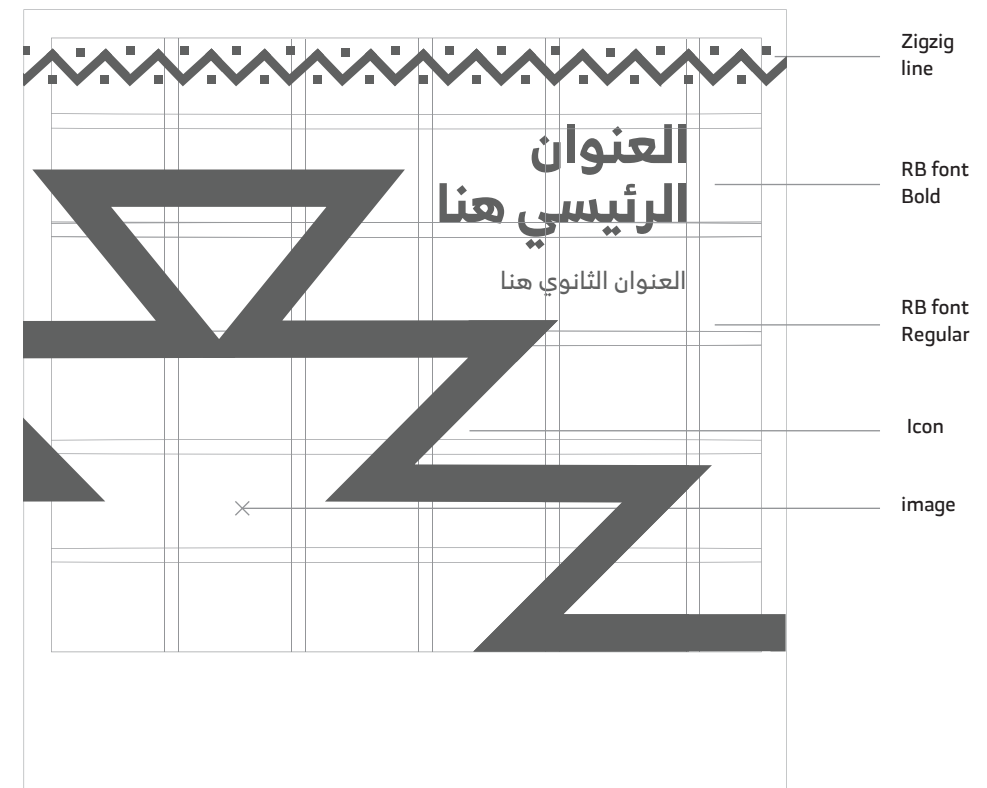 Zigzig
line
العنوان
الرئيسي هنا
RB font
Bold
العنوان الثانوي هنا
RB font
Regular
Icon
image